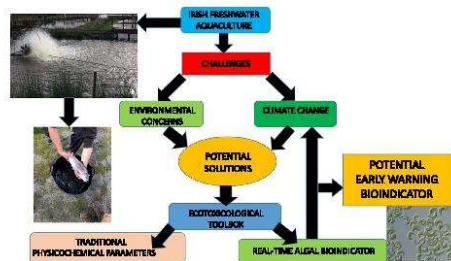 IRISH FRESHWATER
AQUACULTURE
CHALLENGES
ENVIRONMENTAL
CONCERNS
CLIMATE CHANGE
POTENTIAL
SOLUTIONS
POTENTIAL
EARLY WARNING
BIOINDICATOR
ECOTOXICOLOGICAL
TOOLBOX
TRADITIONAL
PHYSICOCHEMICAL PARAMETERS
REAL-TIME ALGAL BIOINDICATOR